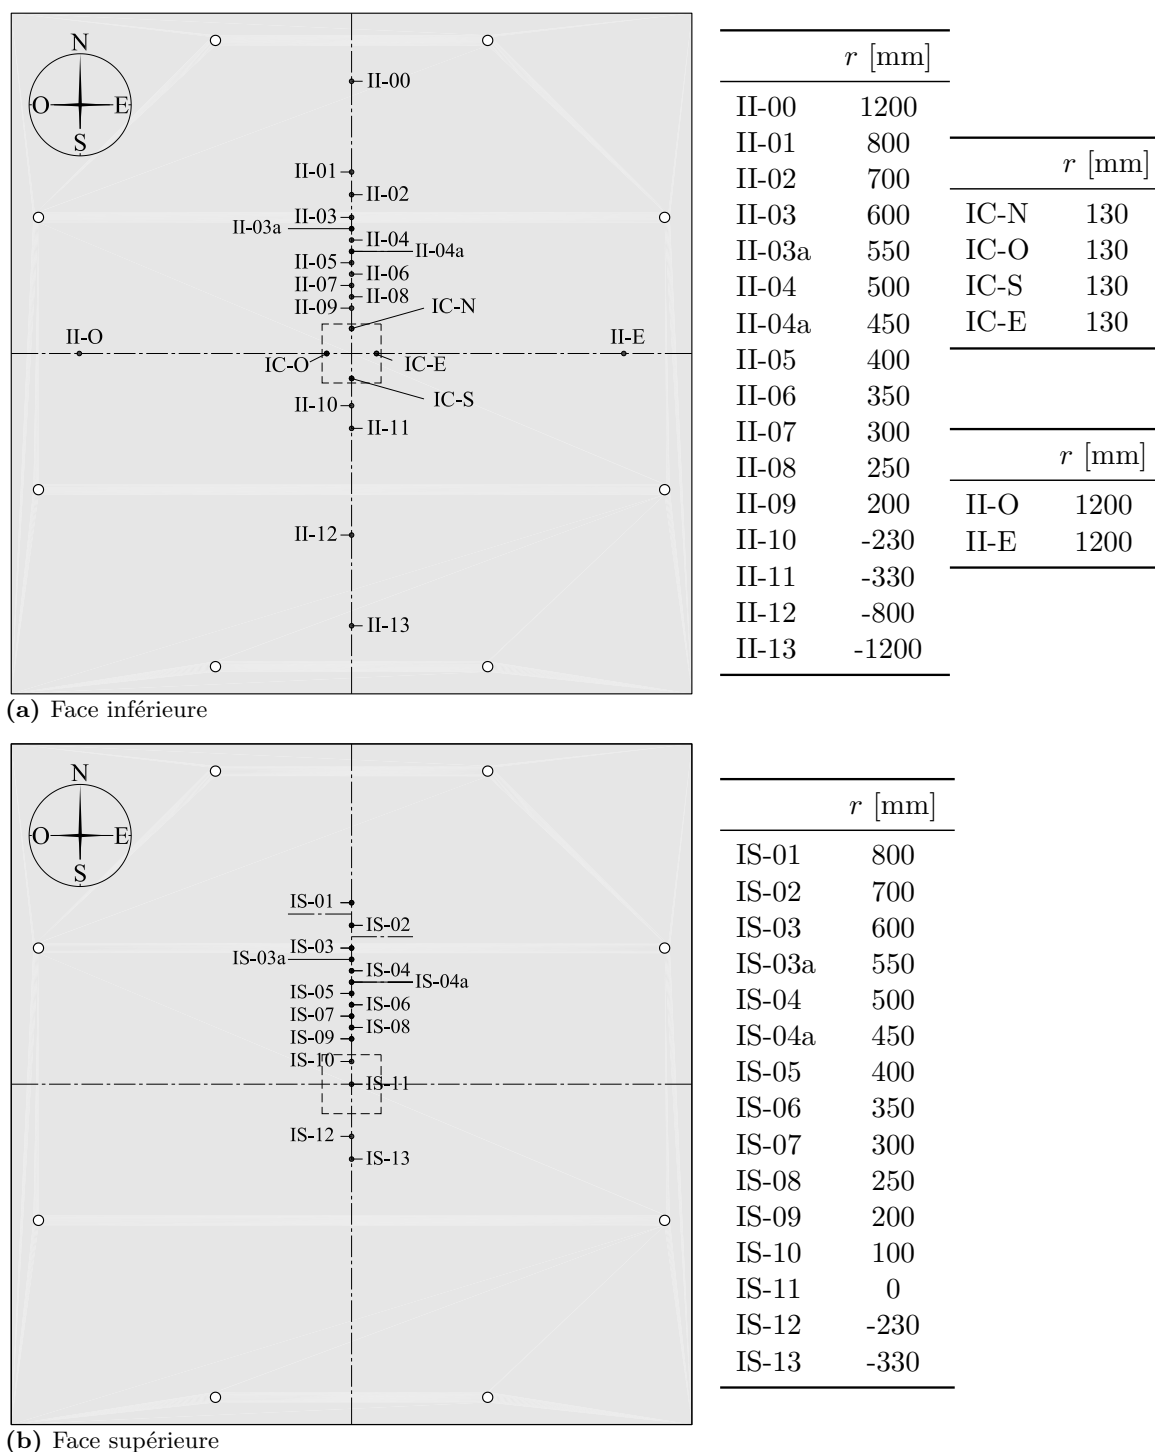 N
O E
S
II-00
II-01
II-02
II-03
II-03a
II-04
II-04a
II-05
II-06
II-07
II-08
II-09
IC-N
II-O
II-E
IC-O
IC-E
IC-S
II-10
II-11
II-12
II-13
(a) Face inférieure
r [mm]
II-00 1200
II-01 800
II-02 700
II-03 600
II-03a 550
II-04 500
II-04a 450
II-05 400
II-06 350
II-07 300
II-08 250
II-09 200
II-10 -230
II-11 -330
II-12 -800
II-13 -1200
r [mm]
IC-N 130
IC-O 130
IC-S 130
IC-E 130
r [mm]
II-O 1200
II-E 1200
N
O E
S
IS-01
IS-02
IS-03
IS-03a
IS-04
IS-04a
IS-05
IS-06
IS-07
IS-08
IS-09
IS-10
IS-11
IS-12
IS-13
(b) Face supérieure
r [mm]
IS-01 800
IS-02 700
IS-03 600
IS-03a 550
IS-04 500
IS-04a 450
IS-05 400
IS-06 350
IS-07 300
IS-08 250
IS-09 200
IS-10 100
IS-11 0
IS-12 -230
IS-13 -330